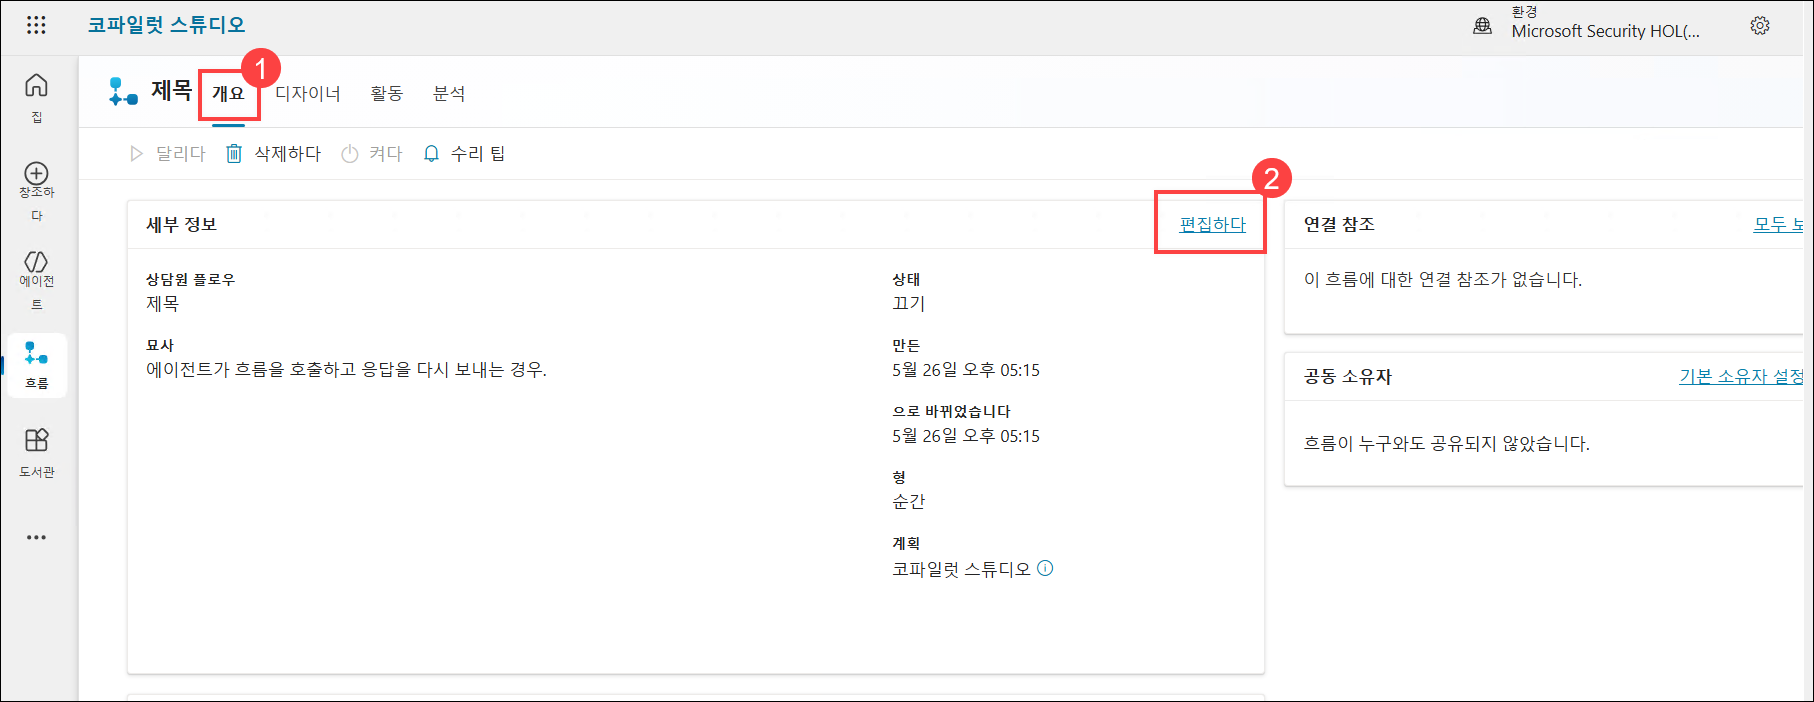 코파일럿 스튜디오
환경
Microsoft Security HOL(...
집
창조하
다
에이전
트
흐름
도서관
제목
개요
1
디자이너
활동
분석
달리다
삭제하다
켜다
수리 팁
세부 정보
편집하다
2
상담원 플로우
제목
묘사
에이전트가 흐름을 호출하고 응답을 다시 보내는 경우.
상태
끄기
만든
5월 26일 오후 05:15
으로 바뀌었습니다
5월 26일 오후 05:15
형
순간
계획
코파일럿 스튜디오
연결 참조
모두 보
이 흐름에 대한 연결 참조가 없습니다.
공동 소유자
기본 소유자 설정
흐름이 누구와도 공유되지 않았습니다.